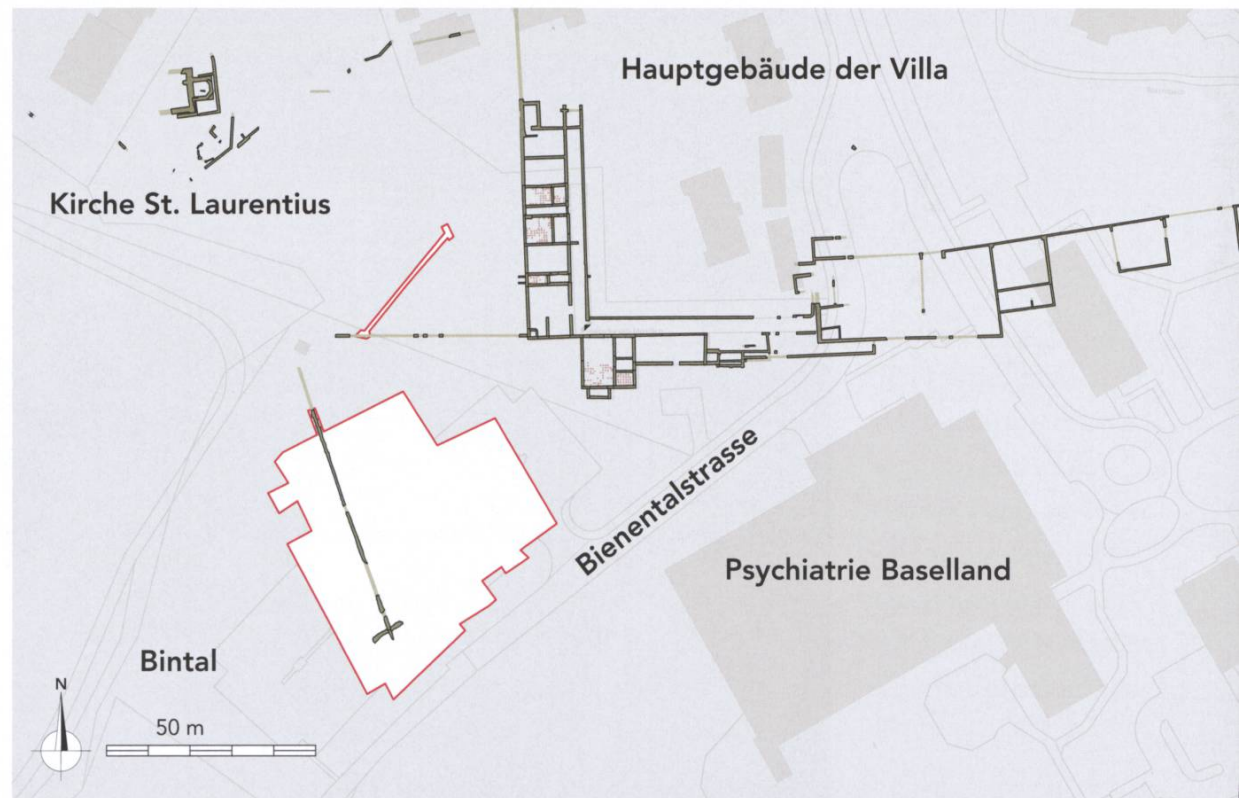 Hauptgebäude der Villa
Kirche St. Laurentius
Bienentalstrasse
Psychiatrie Baselland
Bintal
N
50 m